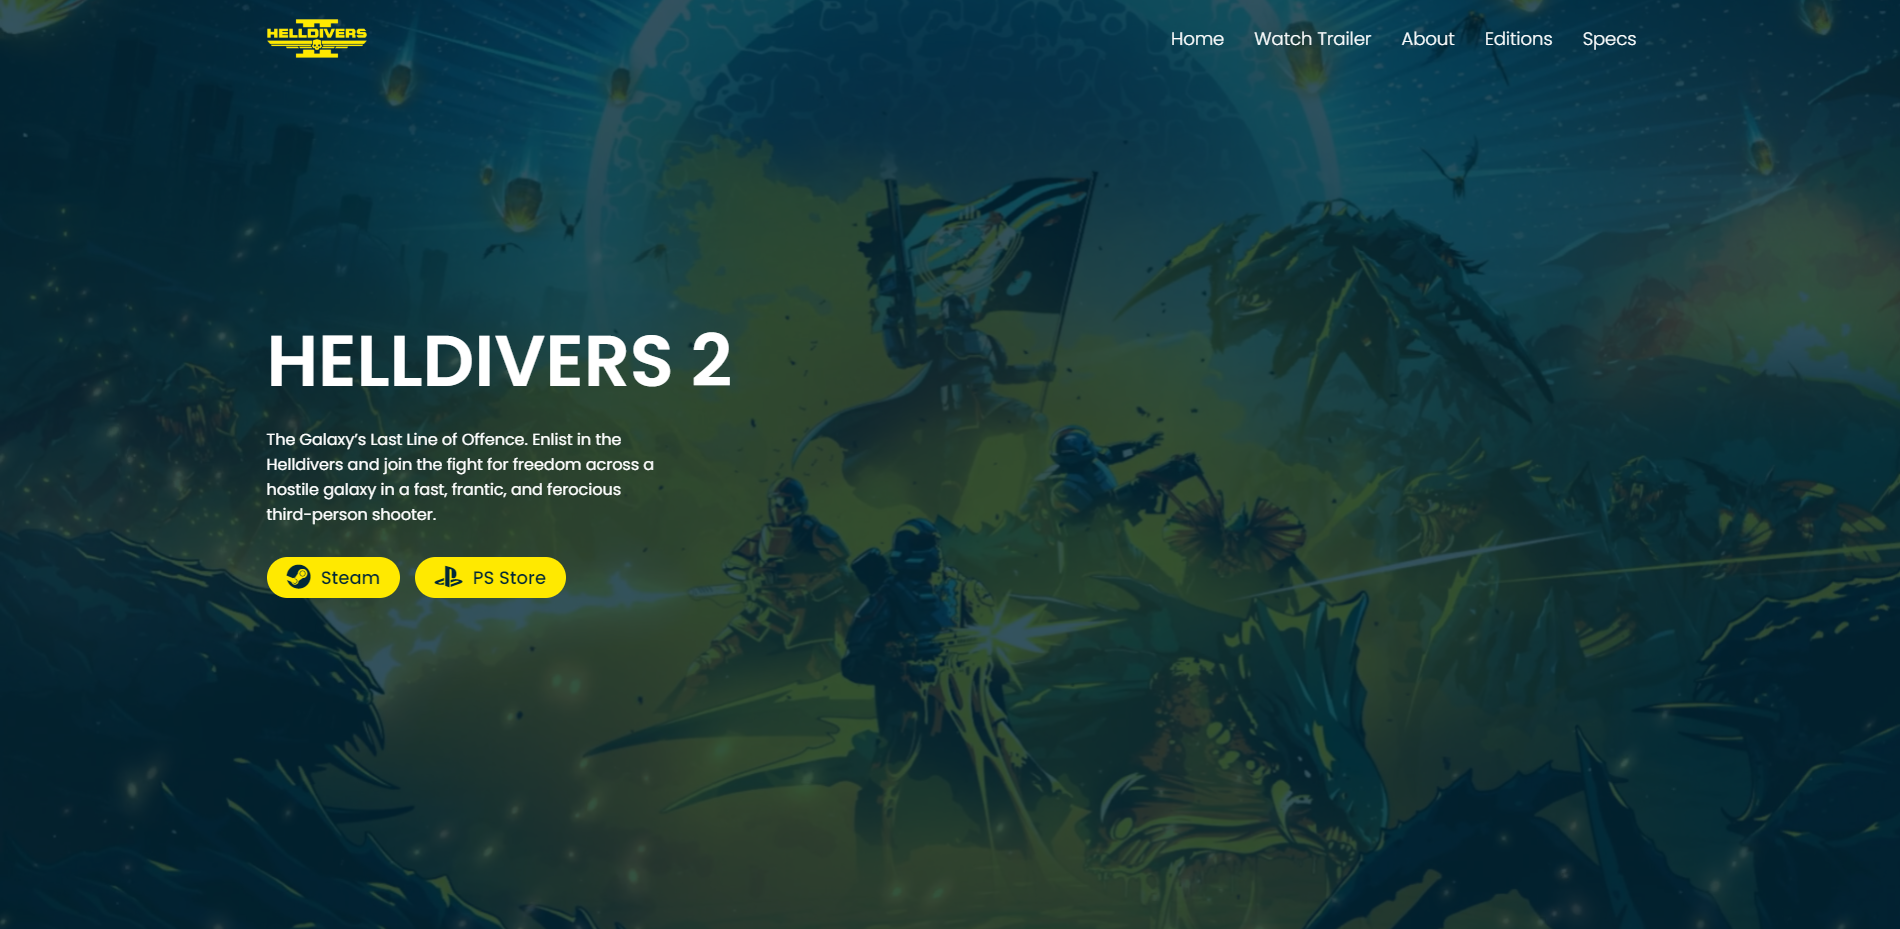 HELLDIVERS
II
Home
Watch Trailer
About
Editions
Specs
HELLDIVERS 2
The Galaxy’s Last Line of Offence. Enlist in the
Helldivers and join the fight for freedom across a
hostile galaxy in a fast, frantic, and ferocious
third-person shooter.
Steam
PS Store